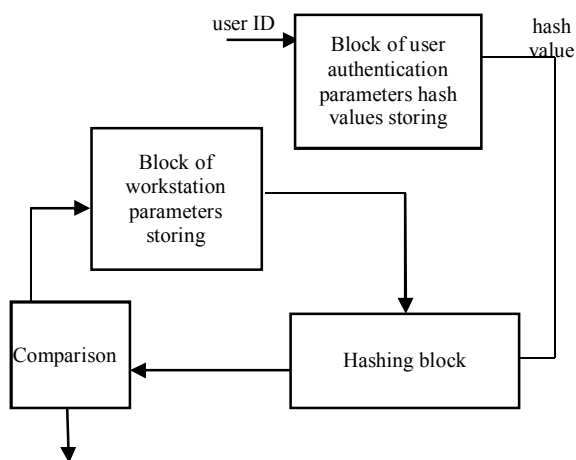 user ID
Block of user
authentication
parameters hash
values storing
hash
value
Block of
workstation
parameters
storing
Comparison
Hashing block